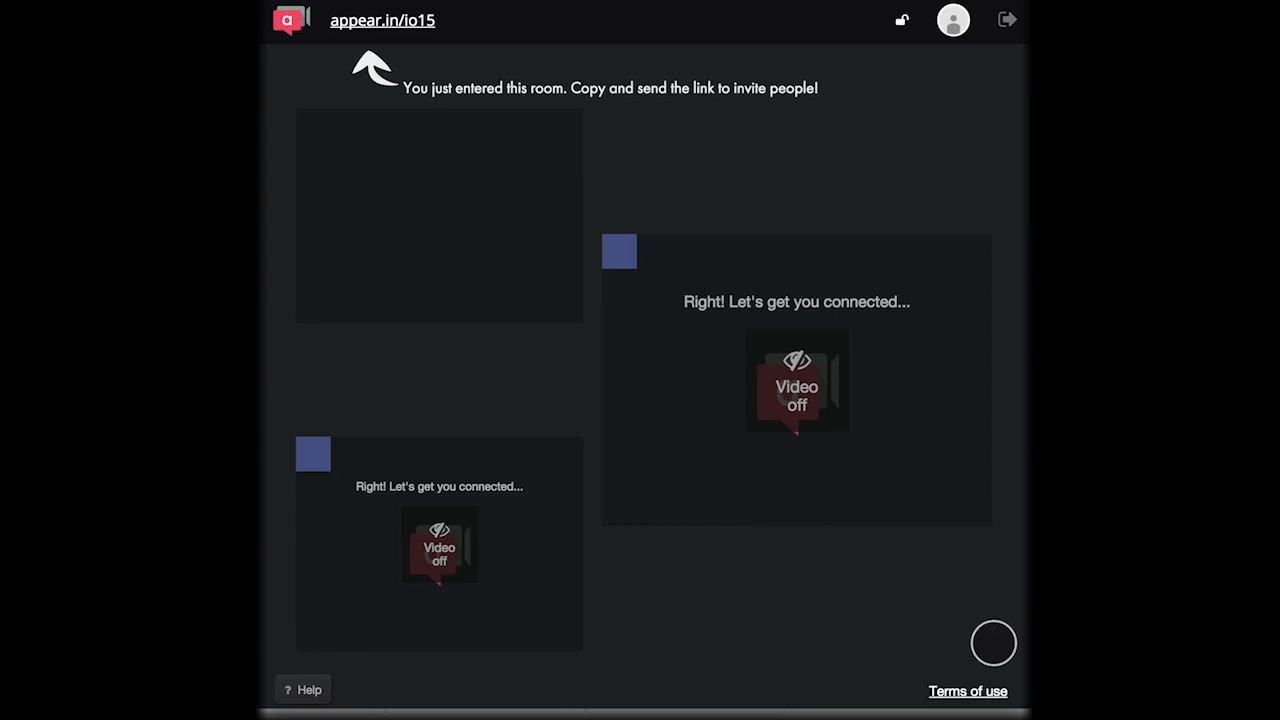 a
appear.in/io15
You just entered this room. Copy and send the link to invite people!
Right! Let's get you connected...
Video
off
Right! Let's get you connected...
Video
off
? Help
Terms of use